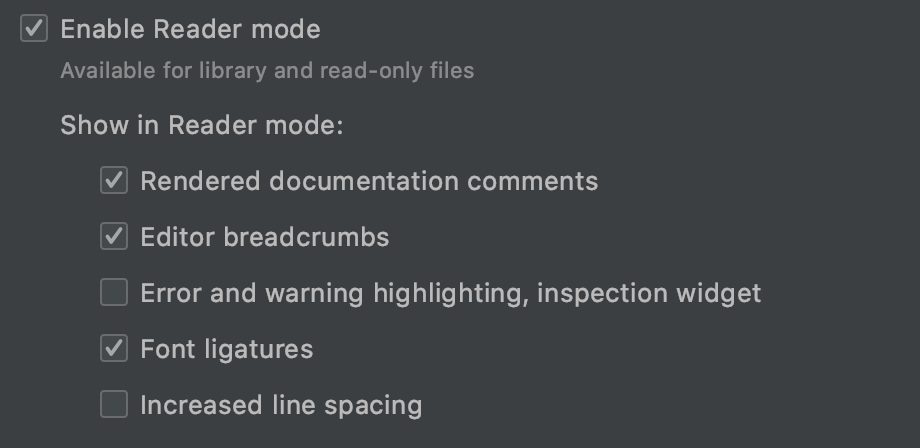 Enable Reader mode
Available for library and read-only files
Show in Reader mode:
Rendered documentation comments
Editor breadcrumbs
Error and warning highlighting, inspection widget
Font ligatures
Increased line spacing